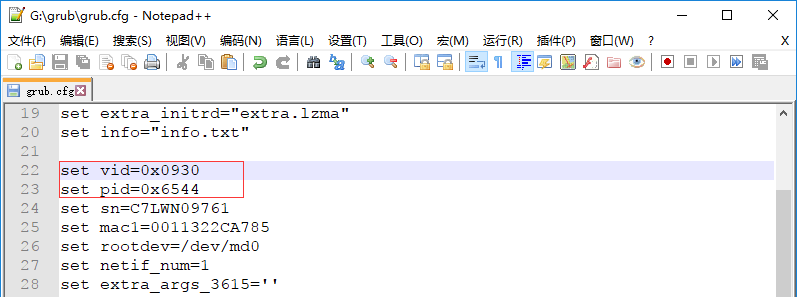 G:\grub\grub.cfg - Notepad++
文件(F) 编辑(E) 搜索(S) 视图(V) 编码(N) 语言(L) 设置(T) 工具(O) 宏(M) 运行(R) 插件(P) 窗口(W) ? X
grub.cfg
19 set extra_initrd="extra.lzma"
20 set info="info.txt"
21
22 set vid=0x0930
23 set pid=0x6544
24 set sn=C7LWN09761
25 set mac1=0011322CA785
26 set rootdev=/dev/md0
27 set netif_num=1
28 set extra_args_3615=''